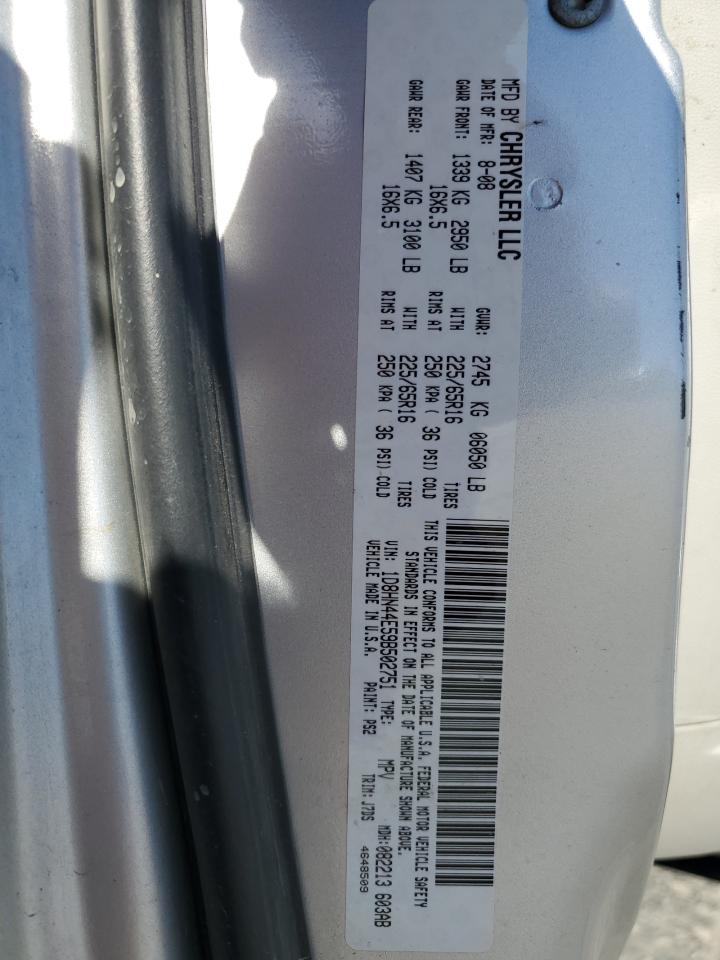 MFD BY CHRYSLER LLC
DATE OF MFR: 8-08 GVWR: 2745 KG 06050 LB
GAWR FRONT: 1339 KG 2950 LB WITH 225/65R16 TIRES
16X6.5 RIMS AT 250 KPA ( 36 PSI) COLD
GAWR REAR: 1407 KG 3100 LB WITH 225/65R16 TIRES
16X6.5 RIMS AT 250 KPA ( 36 PSI) COLD
THIS VEHICLE CONFORMS TO ALL APPLICABLE U.S.A. FEDERAL MOTOR VEHICLE SAFETY
STANDARDS IN EFFECT ON THE DATE OF MANUFACTURE SHOWN ABOVE.
VIN: 1D8HN44E59B502751 TYPE: MPV MDH: 082213 603AB
VEHICLE MADE IN U.S.A. PAINT: PS2 TRIM: J7DS 4648509